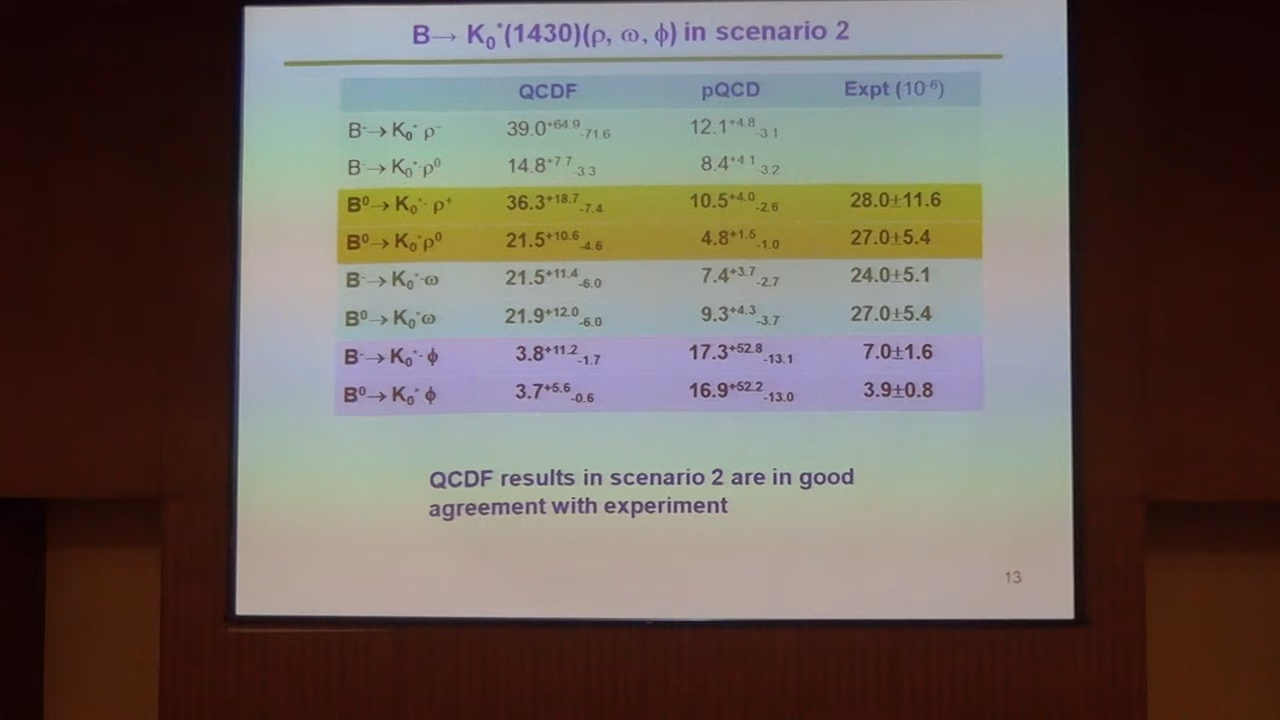 B→ K₀*(1430)(ρ, ω, ϕ) in scenario 2
QCDF pQCD Expt (10⁻⁶)
B⁻→ K₀* ρ⁻ 39.0⁺⁶⁴·⁹₋₇₁.₆ 12.1⁺⁴·⁸₋₃.₁
B⁻→ K₀*⁻ρ⁰ 14.8⁺⁷·⁷₋₃.₃ 8.4⁺⁴·¹₋₃.₂
B⁰→ K₀*⁻ ρ⁺ 36.3⁺¹⁸·⁷₋₇.₄ 10.5⁺⁴·⁰₋₂.₆ 28.0±11.6
B⁰→ K₀*ρ⁰ 21.5⁺¹⁰·⁶₋₄.₆ 4.8⁺¹·⁵₋₁.₀ 27.0±5.4
B⁻→ K₀*⁻ω 21.5⁺¹¹·⁴₋₆.₀ 7.4⁺³·⁷₋₂.₇ 24.0±5.1
B⁰→ K₀*ω 21.9⁺¹²·⁰₋₆.₀ 9.3⁺⁴·³₋₃.₇ 27.0±5.4
B⁻→ K₀*⁻ ϕ 3.8⁺¹¹·²₋₁.₇ 17.3⁺⁵²·⁸₋₁₃.₁ 7.0±1.6
B⁰→ K₀* ϕ 3.7⁺⁵·⁶₋₀.₆ 16.9⁺⁵²·²₋₁₃.₀ 3.9±0.8
QCDF results in scenario 2 are in good
agreement with experiment
13